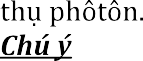 thụ phôtôn.
Chú ý